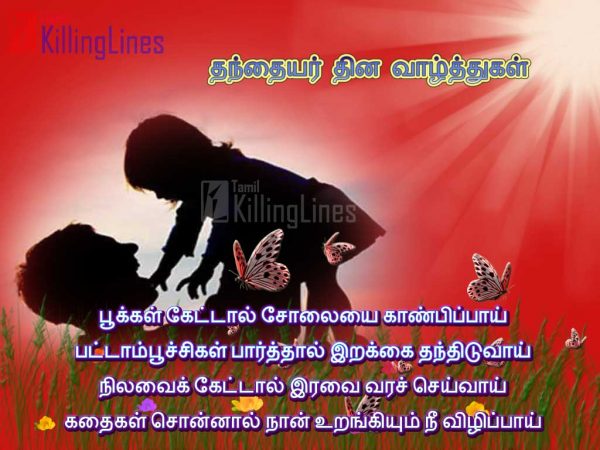 KillingLines
தந்தையர் தின வாழ்த்துகள்
Tamil
KillingLines
பூக்கள் கேட்டால் சோலையை காண்பிப்பாய்
பட்டாம்பூச்சிகள் பார்த்தால் இறக்கை தந்திடுவாய்
நிலவைக் கேட்டால் இரவை வரச் செய்வாய்
கதைகள் சொன்னால் நான் உறங்கியும் நீ விழிப்பாய்